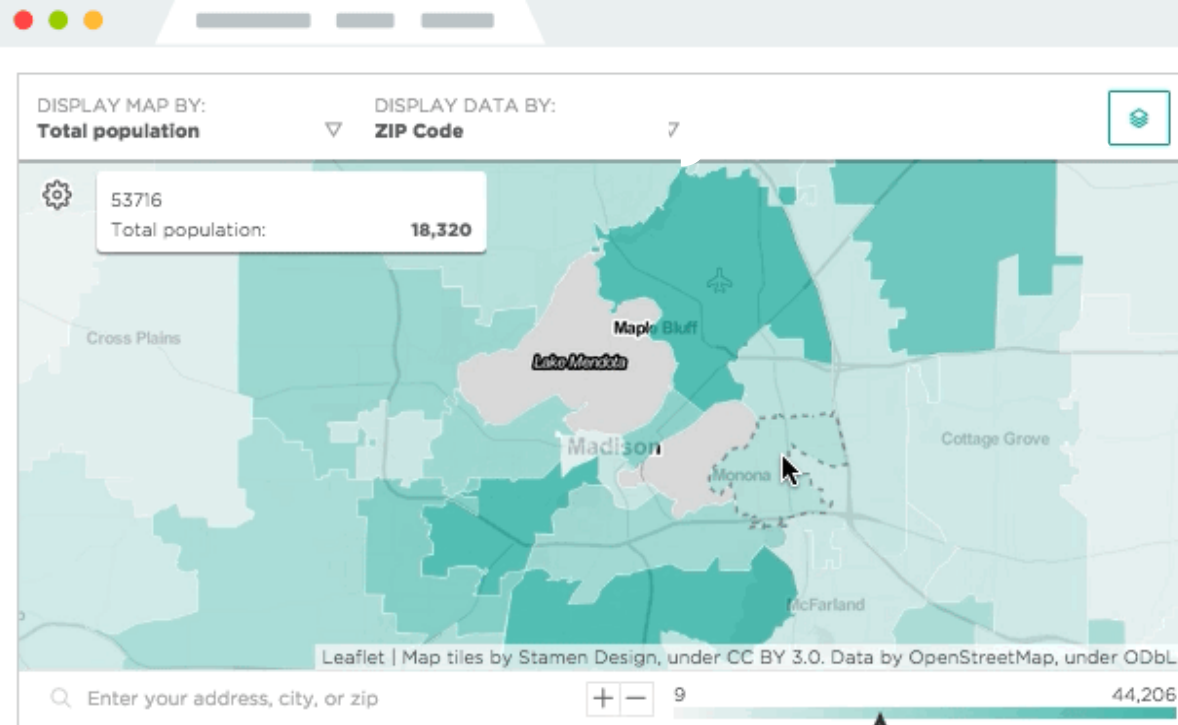 DISPLAY MAP BY:
Total population
DISPLAY DATA BY:
ZIP Code
53716
Total population: 18,320
Cross Plains
Maple Bluff
Lake Mendota
Madison
Monona
Cottage Grove
McFarland
Leaflet | Map tiles by Stamen Design, under CC BY 3.0. Data by OpenStreetMap, under ODbL
Enter your address, city, or zip
+ −
9 44,206